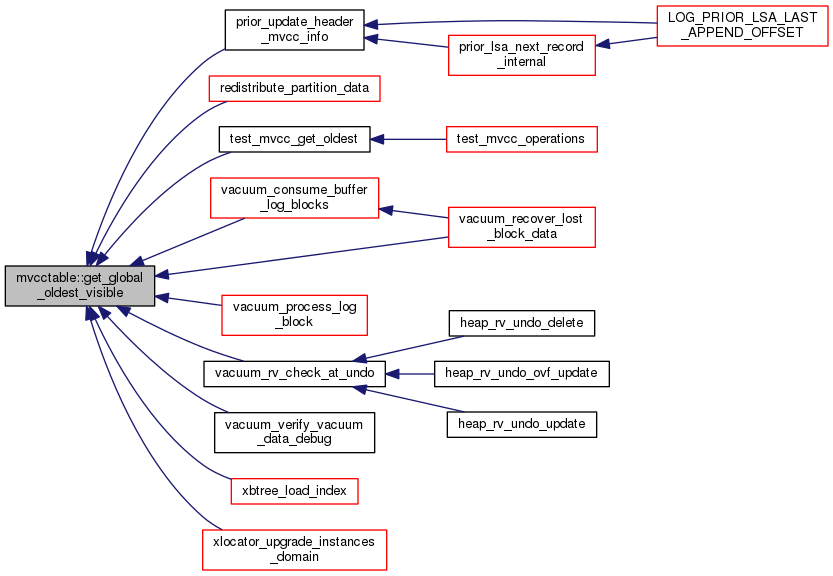 prior_update_header
_mvcc_info
LOG_PRIOR_LSA_LAST
_APPEND_OFFSET
prior_lsa_next_record
_internal
redistribute_partition_data
test_mvcc_get_oldest
test_mvcc_operations
vacuum_consume_buffer
_log_blocks
vacuum_recover_lost
_block_data
mvcctable::get_global
_oldest_visible
vacuum_process_log
_block
heap_rv_undo_delete
vacuum_rv_check_at_undo
heap_rv_undo_ovf_update
heap_rv_undo_update
vacuum_verify_vacuum
_data_debug
xbtree_load_index
xlocator_upgrade_instances
_domain